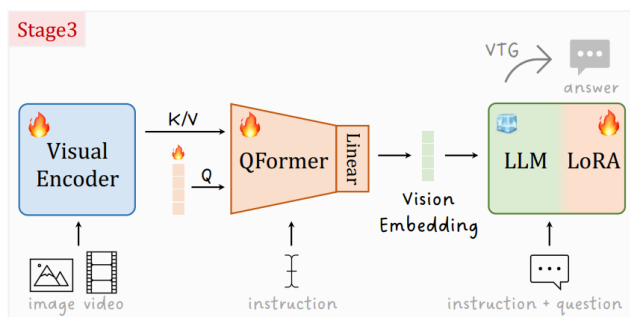 Stage3
VTG
answer
Visual
Encoder
K/V
Q
QFormer
Linear
Vision
Embedding
LLM
LoRA
image
video
instruction
instruction + question